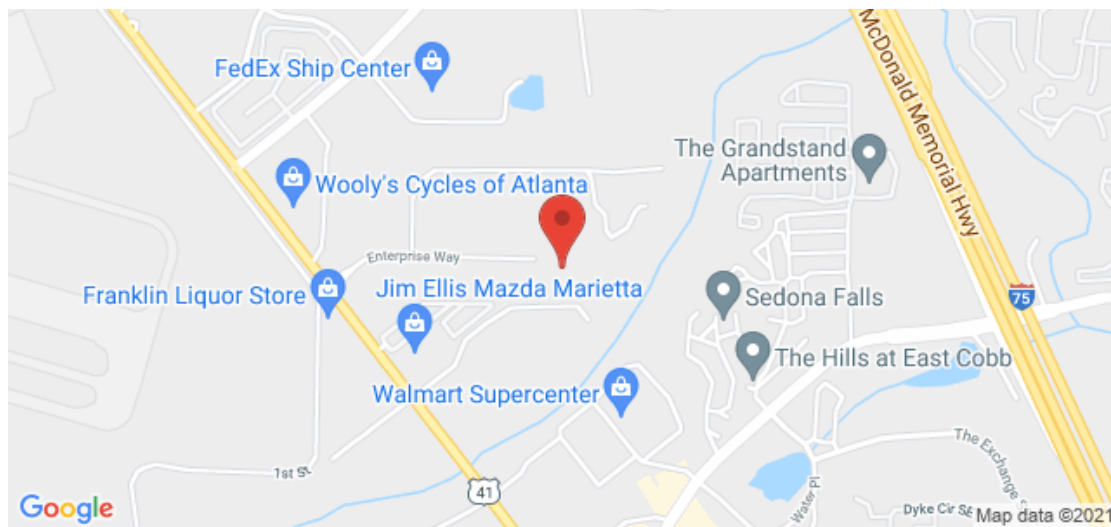 McDonald Memorial Hwy
FedEx Ship Center
The Grandstand
Apartments
Wooly's Cycles of Atlanta
Enterprise Way
Jim Ellis Mazda Marietta
Franklin Liquor Store
Sedona Falls
75
The Hills at East Cobb
Walmart Supercenter
1st St
41
The Exchange
Water Pl
Dyke Cir SE
Google
Map data ©2021